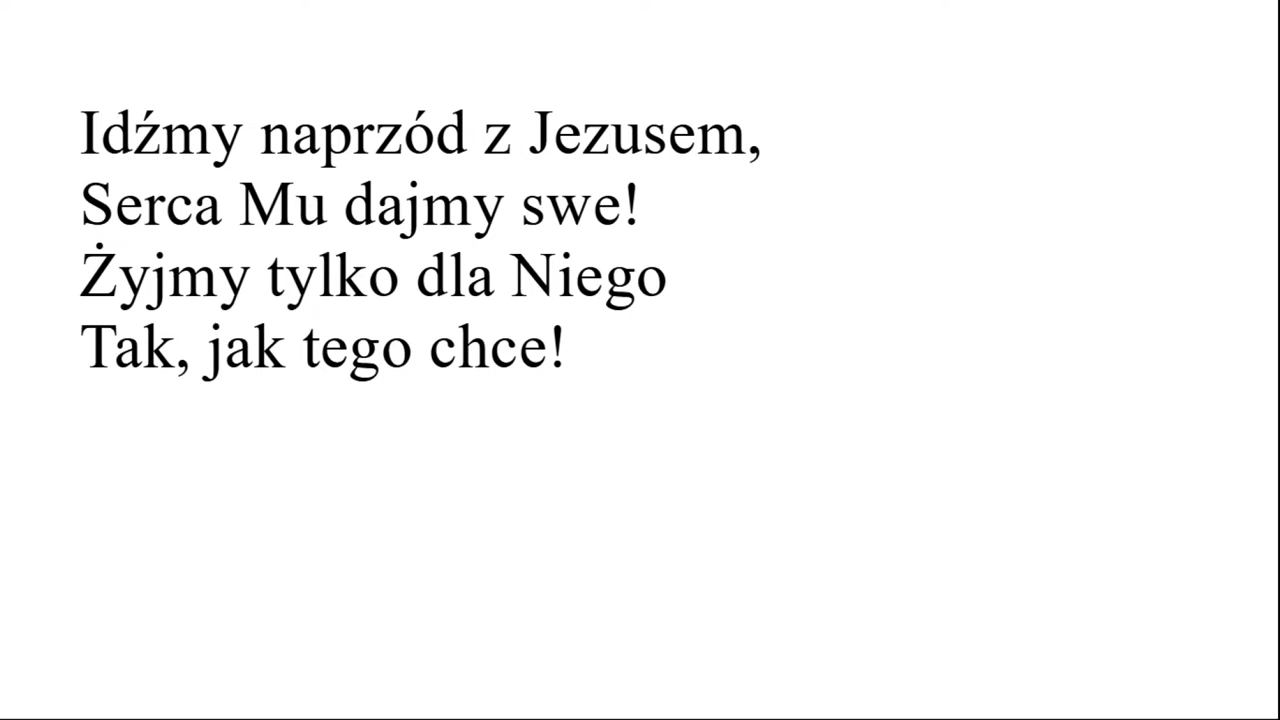 Idźmy naprzód z Jezusem,
Serca Mu dajmy swe!
Żyjmy tylko dla Niego
Tak, jak tego chce!